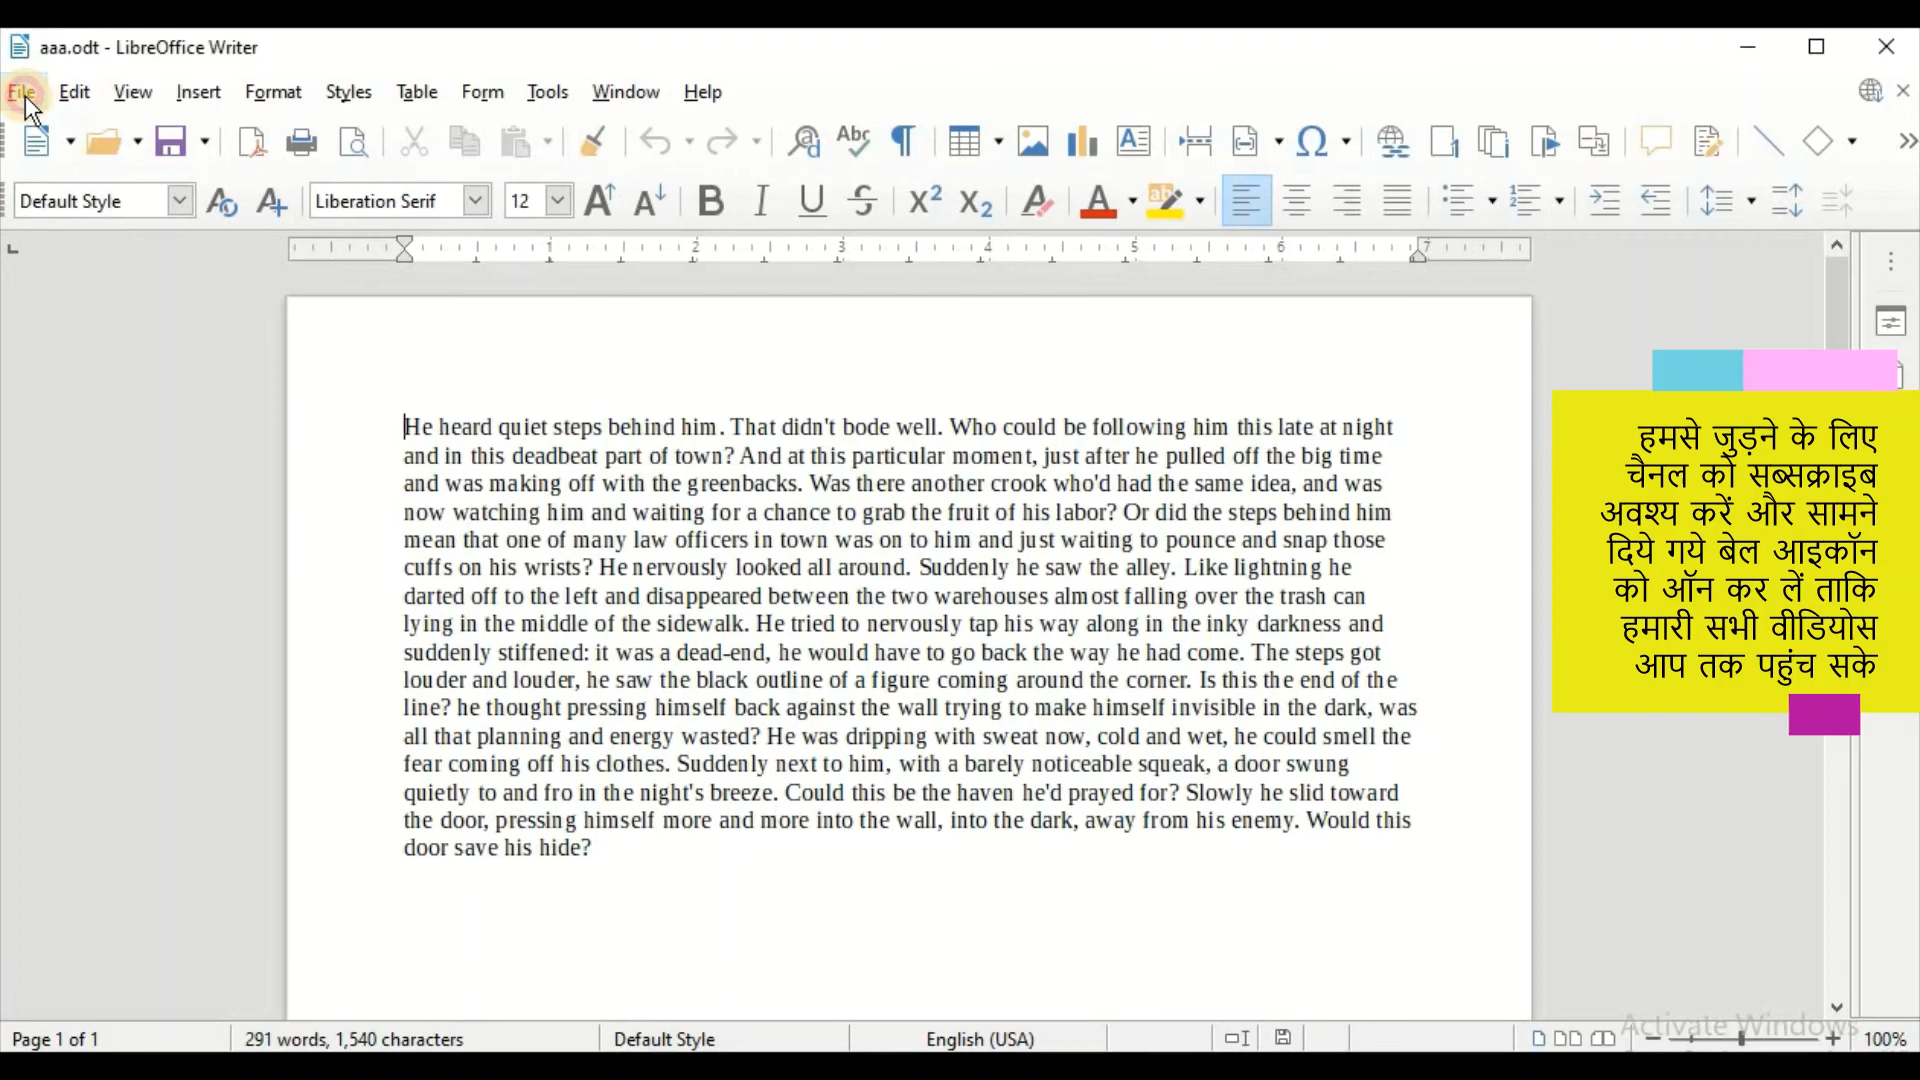 aaa.odt - LibreOffice Writer
File Edit View Insert Format Styles Table Form Tools Window Help
Abc
Default Style Liberation Serif 12
1 2 3 4 5 6 7
He heard quiet steps behind him. That didn't bode well. Who could be following him this late at night
and in this deadbeat part of town? And at this particular moment, just after he pulled off the big time
and was making off with the greenbacks. Was there another crook who'd had the same idea, and was
now watching him and waiting for a chance to grab the fruit of his labor? Or did the steps behind him
mean that one of many law officers in town was on to him and just waiting to pounce and snap those
cuffs on his wrists? He nervously looked all around. Suddenly he saw the alley. Like lightning he
darted off to the left and disappeared between the two warehouses almost falling over the trash can
lying in the middle of the sidewalk. He tried to nervously tap his way along in the inky darkness and
suddenly stiffened: it was a dead-end, he would have to go back the way he had come. The steps got
louder and louder, he saw the black outline of a figure coming around the corner. Is this the end of the
line? he thought pressing himself back against the wall trying to make himself invisible in the dark, was
all that planning and energy wasted? He was dripping with sweat now, cold and wet, he could smell the
fear coming off his clothes. Suddenly next to him, with a barely noticeable squeak, a door swung
quietly to and fro in the night's breeze. Could this be the haven he'd prayed for? Slowly he slid toward
the door, pressing himself more and more into the wall, into the dark, away from his enemy. Would this
door save his hide?
हमसे जुड़ने के लिए
चैनल को सब्सक्राइब
अवश्य करें और सामने
दिये गये बेल आइकॉन
को ऑन कर लें ताकि
हमारी सभी वीडियोस
आप तक पहुंच सके
Activate Windows
Page 1 of 1 291 words, 1,540 characters Default Style English (USA) 100%